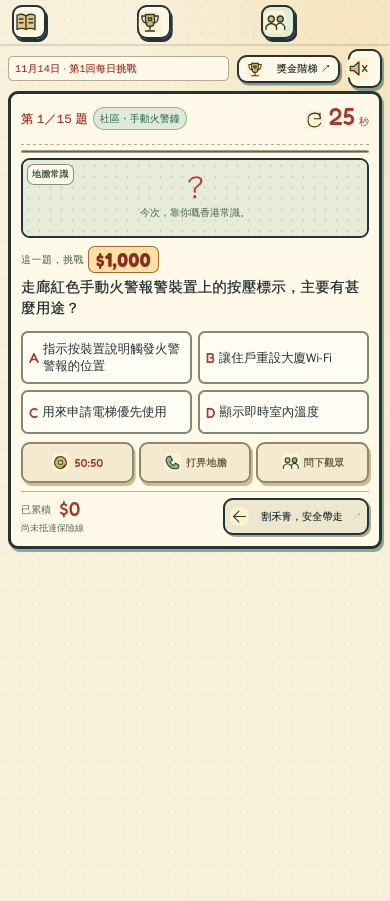 11月14日 · 第1回每日挑戰
獎金階梯 ↗
第 1／15 題
社區・手動火警鐘
25 秒
地膽常識
?
今次，靠你嘅香港常識。
這一題，挑戰 $1,000
走廊紅色手動火警報警裝置上的按壓標示，主要有甚
麼用途？
A 指示按裝置說明觸發火警
警報的位置
B 讓住戶重設大廈Wi-Fi
C 用來申請電梯優先使用
D 顯示即時室內溫度
50:50
打畀地膽
問下觀眾
已累積 $0
尚未抵達保險線
← 割禾青，安全帶走 ↗